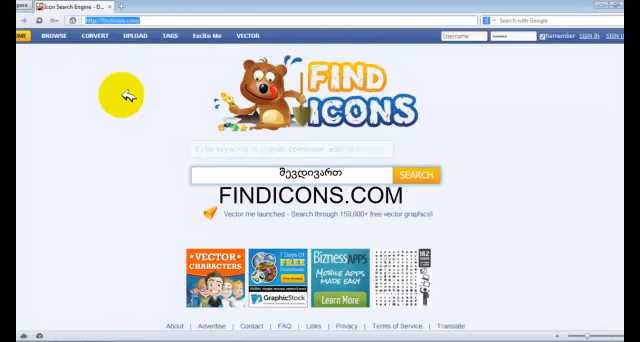 Icon Search Engine - D...
http://findicons.com/
Search with Google
OME BROWSE CONVERT UPLOAD TAGS Excite Me VECTOR Username Remember SIGN IN SIGN U
FIND
ICONS
შევდივართ
SEARCH
FINDICONS.COM
Vector me launched - Search through 150,000+ free vector graphics!
VECTOR
CHARACTERS
7 Days Of
FREE
Downloads
GraphicStock
BIZNESSAPPS
MOBILE APPS
MADE EASY
Learn More
162
About | Advertise | Contact | FAQ | Links | Privacy | Terms of Service | Translate